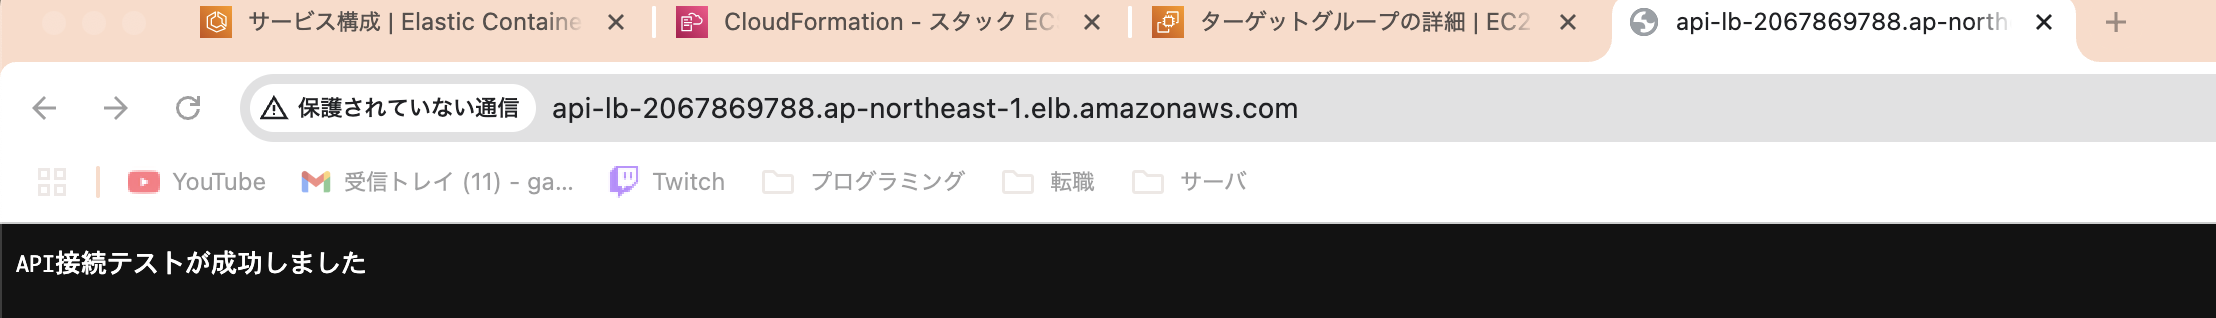 サービス構成 | Elastic Containe
CloudFormation - スタック EC
ターゲットグループの詳細 | EC2
api-lb-2067869788.ap-north
保護されていない通信
api-lb-2067869788.ap-northeast-1.elb.amazonaws.com
YouTube
受信トレイ (11) - ga...
Twitch
プログラミング
転職
サーバ
API接続テストが成功しました